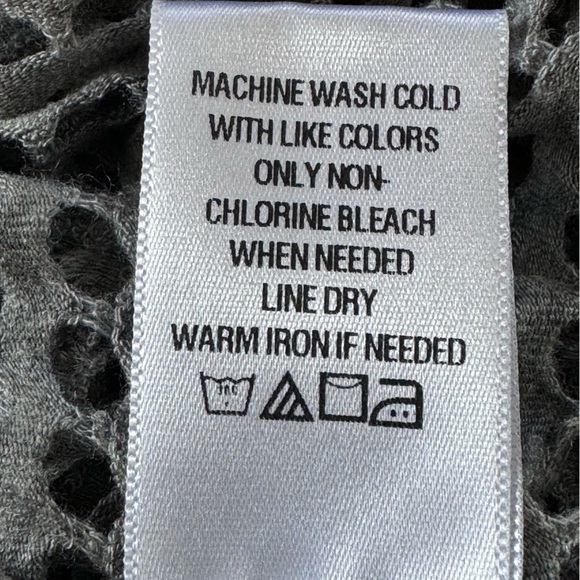 MACHINE WASH COLD
WITH LIKE COLORS
ONLY NON-
CHLORINE BLEACH
WHEN NEEDED
LINE DRY
WARM IRON IF NEEDED